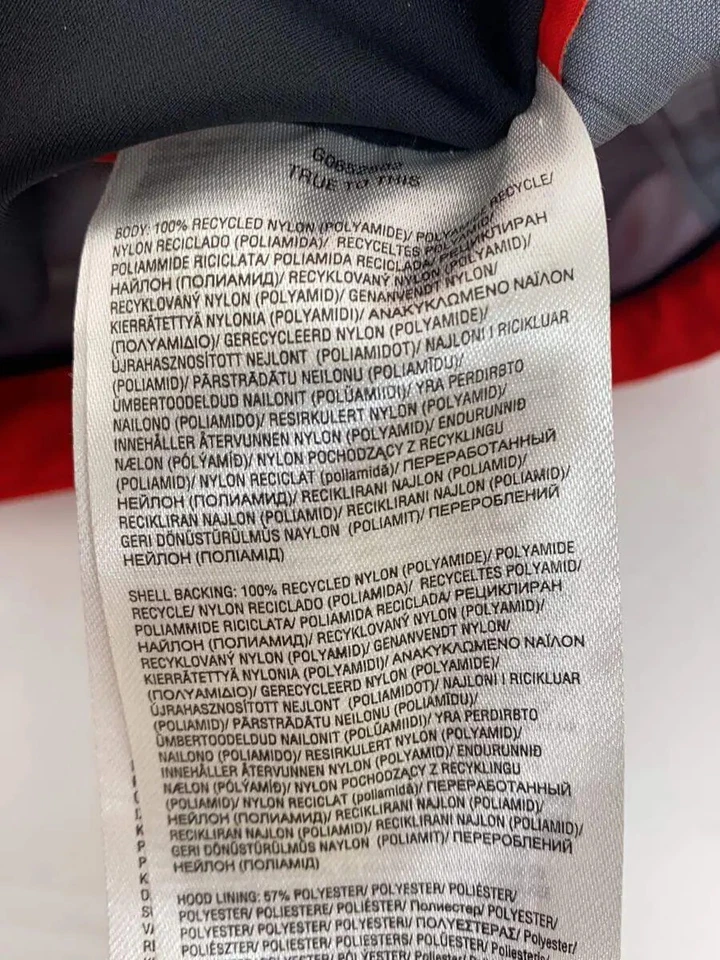 TRUE TO THIS
BODY: 100% RECYCLED NYLON (POLYAMIDE)/ POLYAMIDE RECYCLE/
NYLON RECICLADO (POLIAMIDA)/ RECYCELTES POLYAMID/
POLIAMMIDE RICICLATA/ POLIAMIDA RECICLADA/ РЕЦИКЛИРАН
НАЙЛОН (ПОЛИАМИД)/ RECYKLOVANÝ NYLON (POLYAMID)/
RECYKLOVANÝ NYLON (POLYAMID)/ GENANVENDT NYLON/
KIERRÄTETTYÄ NYLONIA (POLYAMIDI)/ ΑΝΑΚΥΚΛΩΜΕΝΟ ΝΑΪΛΟΝ
(ΠΟΛΥΑΜΙΔΙΟ)/ GERECYCLEERD NYLON (POLYAMIDE)/
ÚJRAHASZNOSÍTOTT NEJLONT (POLIAMIDOT)/ NAJLONI I RICIKLUAR
(POLIAMID)/ PĀRSTRĀDĀTU NEILONU (POLIAMĪDU)/
ÜMBERTOODELDUD NAILONIT (POLÜAMIIDI)/ YRA PERDIRBTO
NAILONO (POLIAMIDO)/ RESIRKULERT NYLON (POLYAMID)/
INNEHÅLLER ÅTERVUNNEN NYLON (POLYAMID)/ ENDURUNNIÐ
NÆLON (PÓLÝAMÍÐ)/ NYLON POCHODZĄCY Z RECYKLINGU
(POLIAMID)/ NYLON RECICLAT (poliamidă)/ ПЕРЕРАБОТАННЫЙ
НЕЙЛОН (ПОЛИАМИД)/ RECIKLIRANI NAJLON (POLIAMID)/
RECIKLIRAN NAJLON (POLIAMID)/ RECIKLIRANI NAJLON (POLIAMID)/
GERI DÖNÜSTÜRÜLMÜS NAYLON (POLIAMIT)/ ПЕРЕРОБЛЕНИЙ
НЕЙЛОН (ПОЛІАМІД)
SHELL BACKING: 100% RECYCLED NYLON (POLYAMIDE)/ POLYAMIDE
RECYCLE/ NYLON RECICLADO (POLIAMIDA)/ RECYCELTES POLYAMID/
POLIAMMIDE RICICLATA/ POLIAMIDA RECICLADA/ РЕЦИКЛИРАН
НАЙЛОН (ПОЛИАМИД)/ RECYKLOVANÝ NYLON (POLYAMID)/
RECYKLOVANÝ NYLON (POLYAMID)/ GENANVENDT NYLON/
KIERRÄTETTYÄ NYLONIA (POLYAMIDI)/ ΑΝΑΚΥΚΛΩΜΕΝΟ ΝΑΪΛΟΝ
(ΠΟΛΥΑΜΙΔΙΟ)/ GERECYCLEERD NYLON (POLYAMIDE)/
ÚJRAHASZNOSÍTOTT NEJLONT (POLIAMIDOT)/ NAJLONI I RICIKLUAR
(POLIAMID)/ PĀRSTRĀDĀTU NEILONU (POLIAMĪDU)/
ÜMBERTOODELDUD NAILONIT (POLÜAMIIDI)/ YRA PERDIRBTO
NAILONO (POLIAMIDO)/ RESIRKULERT NYLON (POLYAMID)/
INNEHÅLLER ÅTERVUNNEN NYLON (POLYAMID)/ ENDURUNNIÐ
NÆLON (PÓLÝAMÍÐ)/ NYLON POCHODZĄCY Z RECYKLINGU
(POLIAMID)/ NYLON RECICLAT (poliamidă)/ ПЕРЕРАБОТАННЫЙ
НЕЙЛОН (ПОЛИАМИД)/ RECIKLIRANI NAJLON (POLIAMID)/
RECIKLIRAN NAJLON (POLIAMID)/ RECIKLIRANI NAJLON (POLIAMID)/
GERI DÖNÜSTÜRÜLMÜS NAYLON (POLIAMIT)/ ПЕРЕРОБЛЕНИЙ
НЕЙЛОН (ПОЛІАМІД)
HOOD LINING: 57% POLYESTER/ POLYESTER/ POLIÉSTER/
POLYESTER/ POLIESTERE/ POLIÉSTER/ Полиестер/ POLYESTER/
POLYESTER/ POLYESTER/ POLYESTERI/ ΠΟΛΥΕΣΤΕΡΑΣ/ Polyester/
POLIÉSZTER/ POLIESTER/ POLIESTERS/ POLÜESTER/